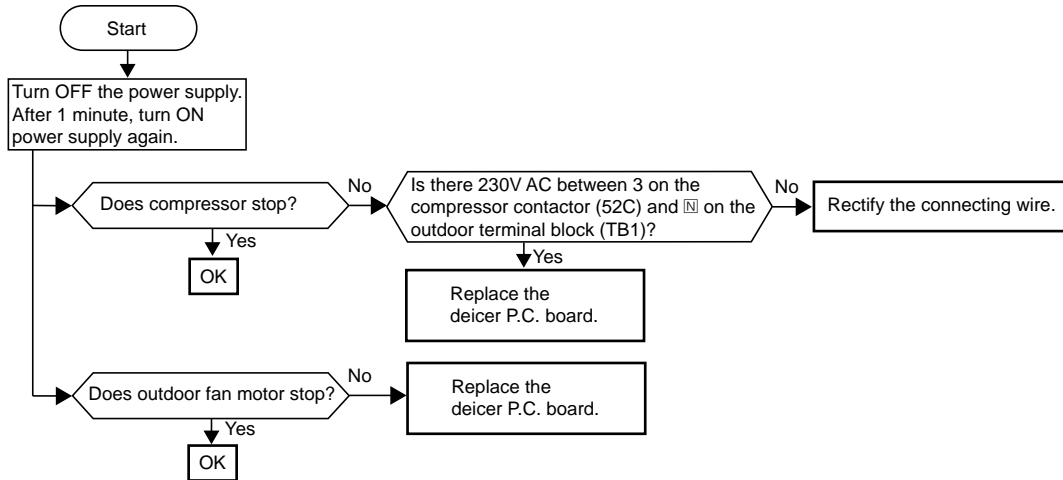 Start
Turn OFF the power supply.
After 1 minute, turn ON
power supply again.
Does compressor stop?
No
Is there 230V AC between 3 on the
compressor contactor (52C) and N on the
outdoor terminal block (TB1)?
No
Rectify the connecting wire.
Yes
OK
Yes
Replace the
deicer P.C. board.
Does outdoor fan motor stop?
No
Replace the
deicer P.C. board.
Yes
OK